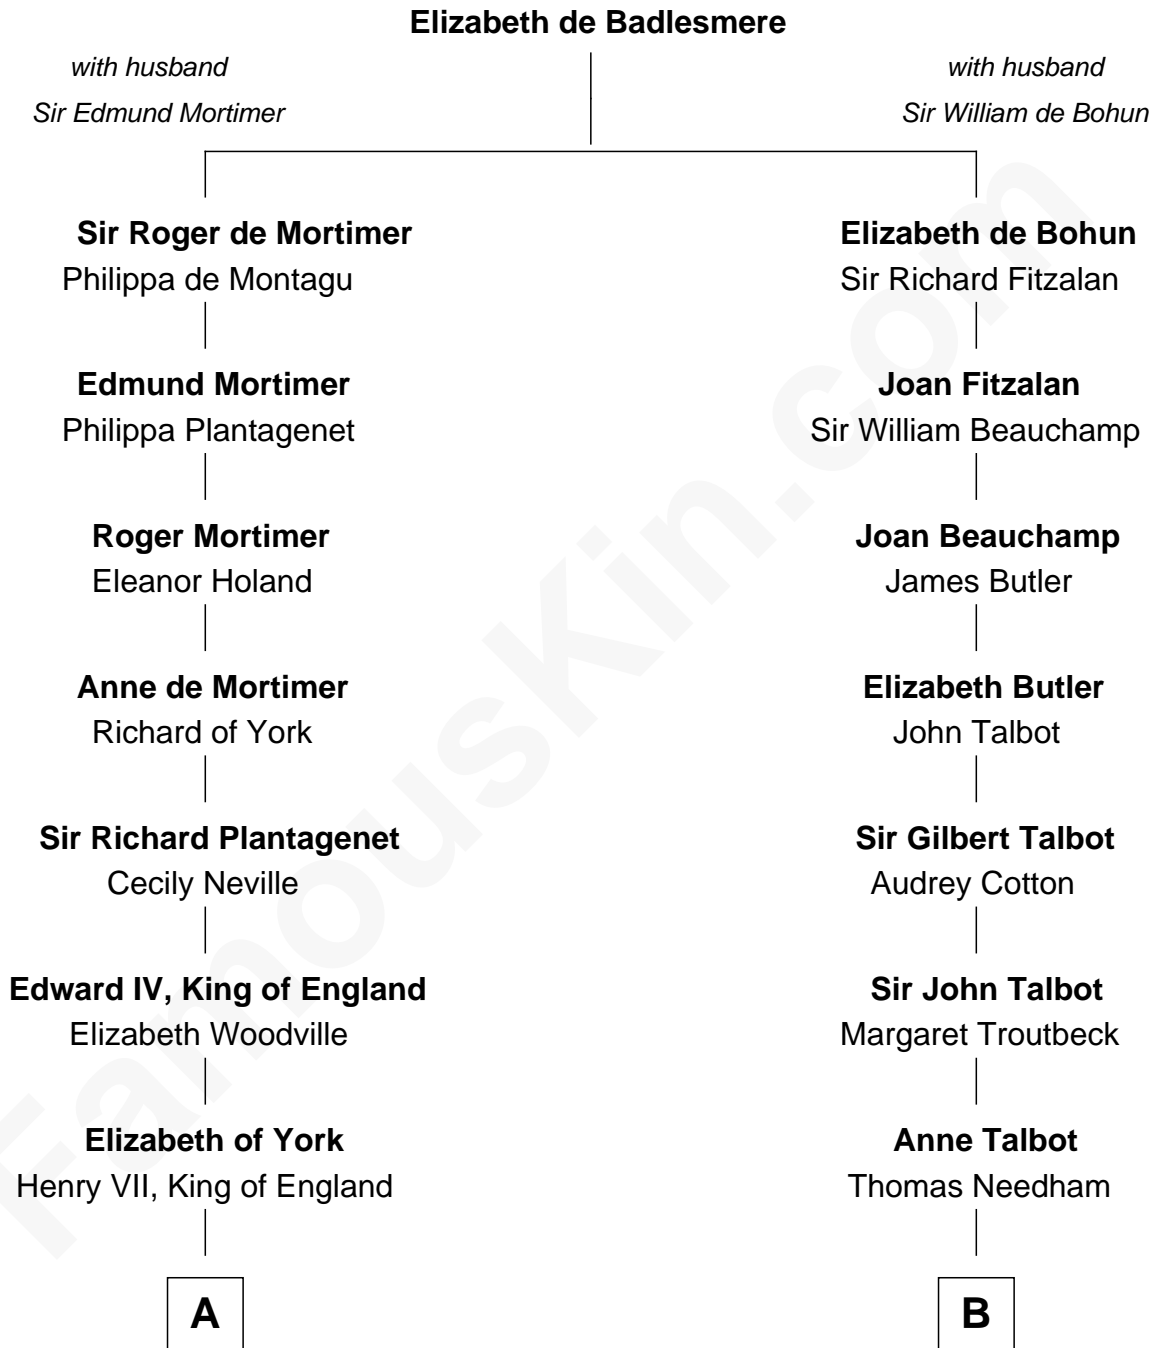 Elizabeth de Badlesmere
with husband
Sir Edmund Mortimer
with husband
Sir William de Bohun
Sir Roger de Mortimer
Philippa de Montagu
Elizabeth de Bohun
Sir Richard Fitzalan
Edmund Mortimer
Philippa Plantagenet
Joan Fitzalan
Sir William Beauchamp
Roger Mortimer
Eleanor Holand
Joan Beauchamp
James Butler
Anne de Mortimer
Richard of York
Elizabeth Butler
John Talbot
Sir Richard Plantagenet
Cecily Neville
Sir Gilbert Talbot
Audrey Cotton
Edward IV, King of England
Elizabeth Woodville
Sir John Talbot
Margaret Troutbeck
Elizabeth of York
Henry VII, King of England
Anne Talbot
Thomas Needham
A
B
FamousKin.com